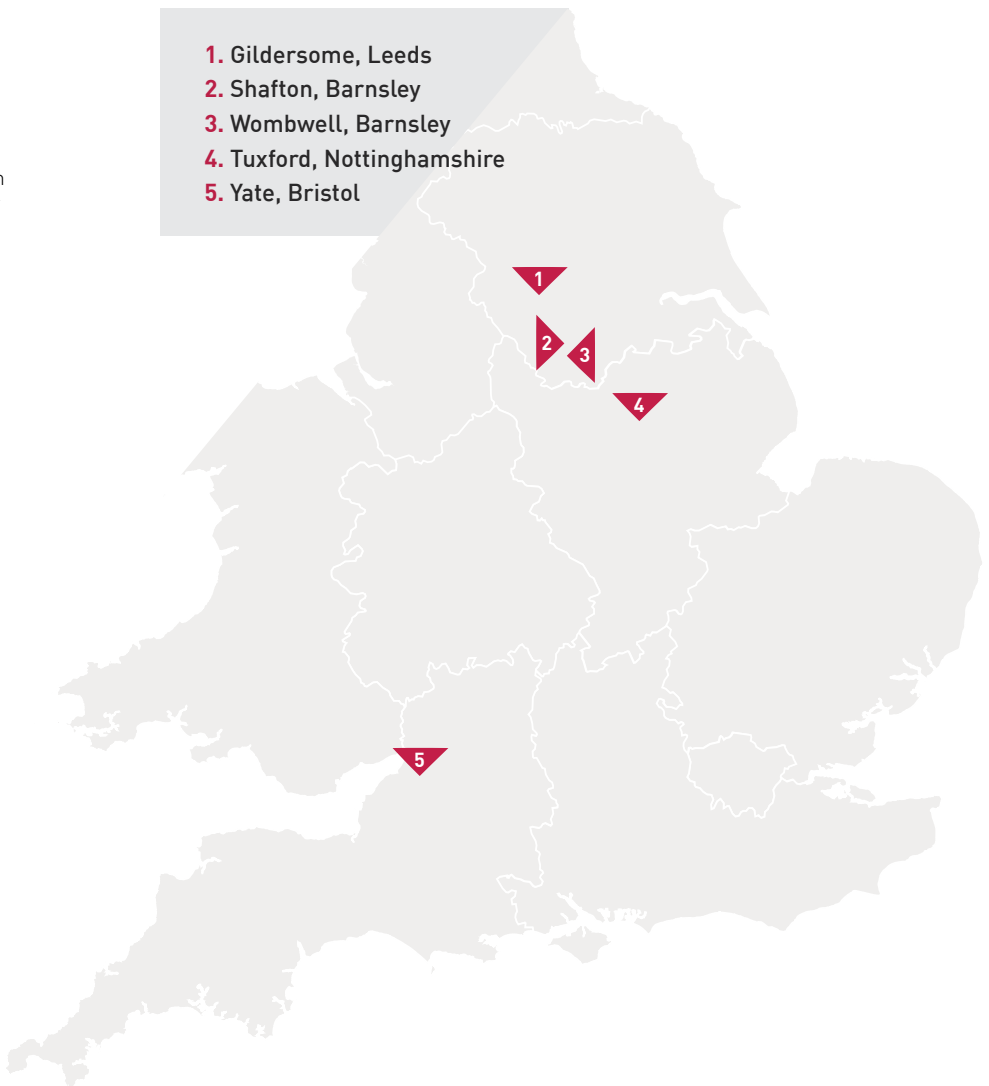 1. Gildersome, Leeds
2. Shafton, Barnsley
3. Wombwell, Barnsley
4. Tuxford, Nottinghamshire
5. Yate, Bristol
n
1
2
3
4
5